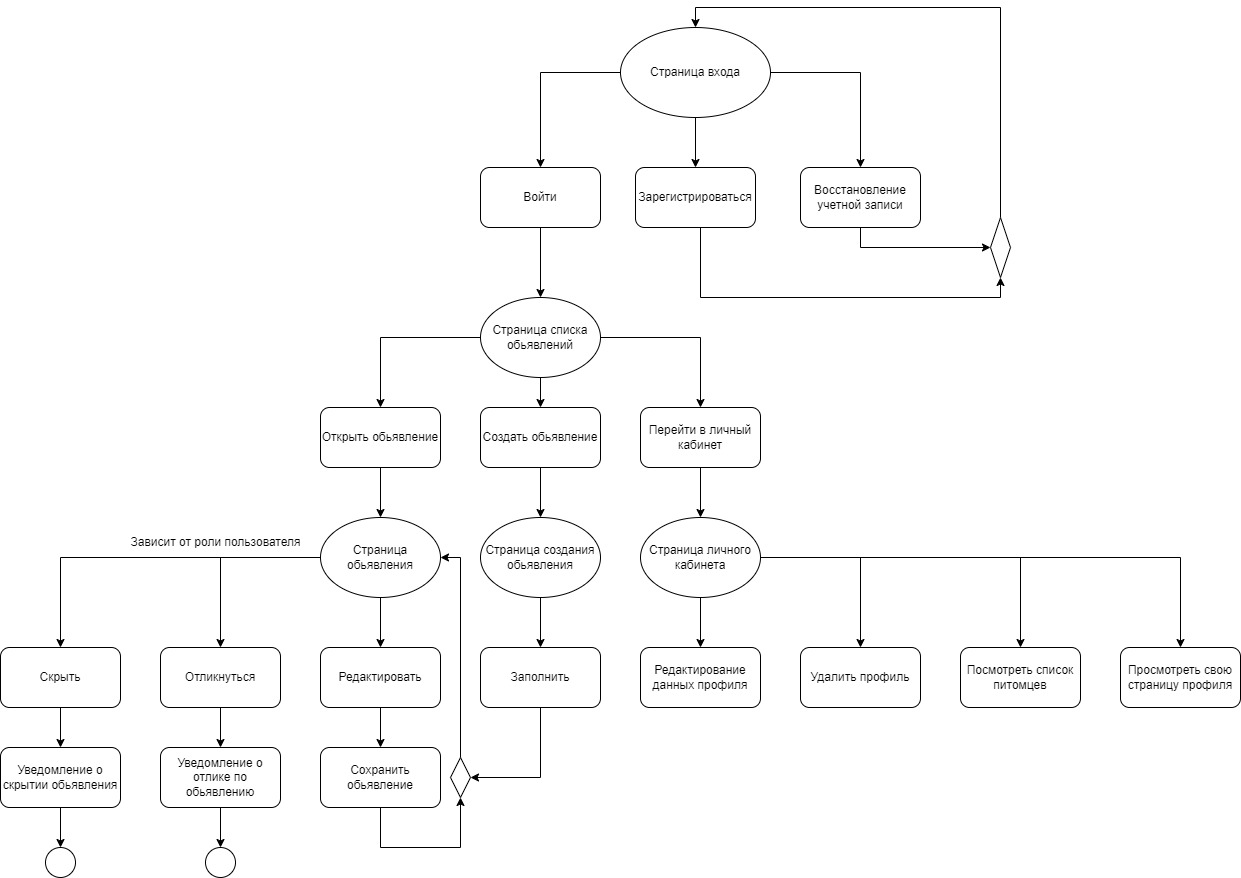 Страница входа
Войти
Зарегистрироваться
Восстановление
учетной записи
Страница списка
обьявлений
Открыть обьявление
Создать обьявление
Перейти в личный
кабинет
Зависит от роли пользователя
Страница
обьявления
Страница создания
обьявления
Страница личного
кабинета
Скрыть
Отликнуться
Редактировать
Заполнить
Редактирование
данных профиля
Удалить профиль
Посмотреть список
питомцев
Просмотреть свою
страницу профиля
Уведомление о
скрытии обьявления
Уведомление о
отлике по
обьявлению
Сохранить
обьявление